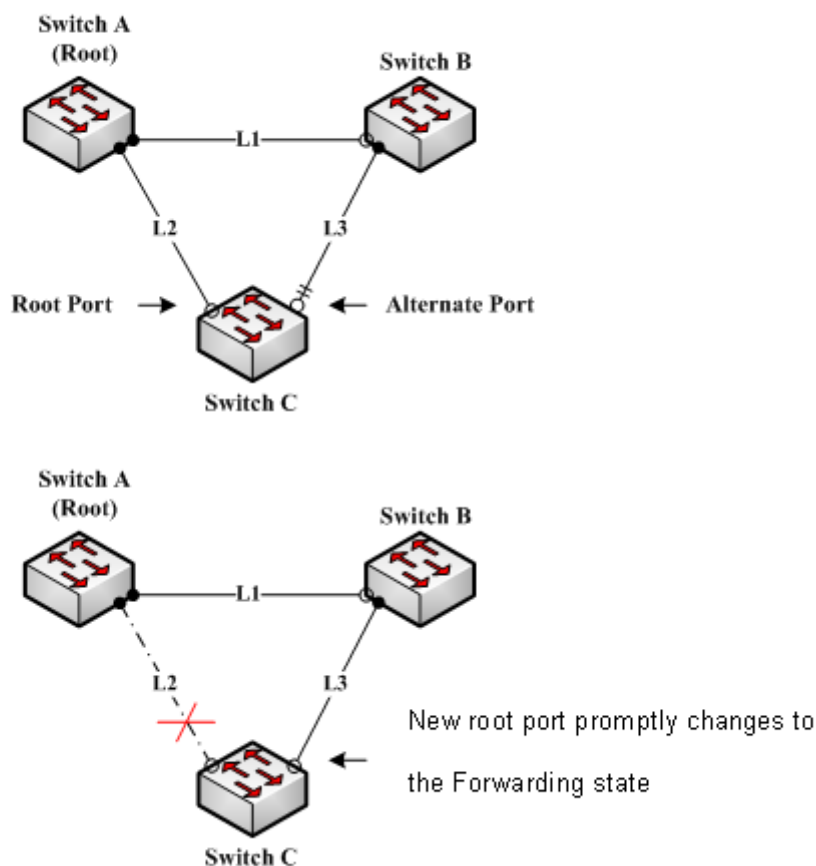 Switch A
(Root)
Switch B
L1
L2
L3
Root Port
Alternate Port
Switch C
Switch A
(Root)
Switch B
L1
L2
L3
New root port promptly changes to
the Forwarding state
Switch C